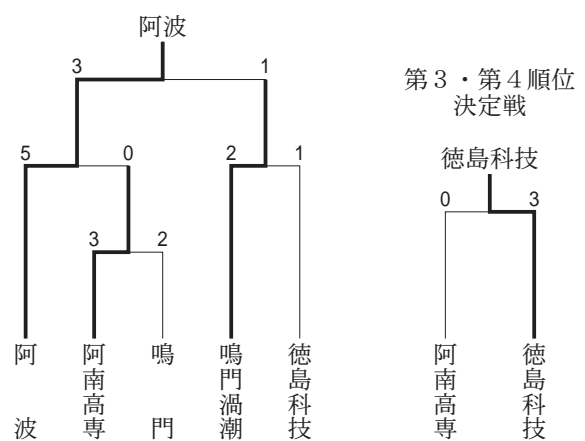 阿波
3 1
第３・第４順位
決定戦
5 0 2 1
徳島科技
0 3
3 2
阿波
阿南高専
鳴門
鳴門渦潮
徳島科技
阿南高専
徳島科技